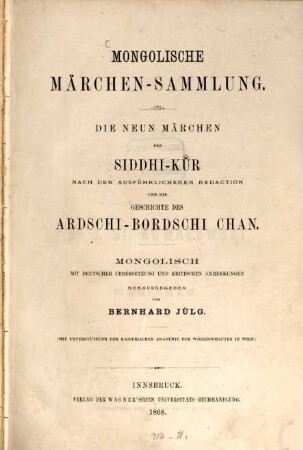 MONGOLISCHE
MÄRCHEN-SAMMLUNG.
DIE NEUN MÄRCHEN
DES
SIDDHI-KÜR
NACH DER AUSFÜHRLICHEREN REDACTION
UND DIE
GESCHICHTE DES
ARDSCHI-BORDSCHI CHAN.
MONGOLISCH
MIT DEUTSCHER UEBERSETZUNG UND KRITISCHEN ANMERKUNGEN
HERAUSGEGEBEN
VON
BERNHARD JÜLG.
(MIT UNTERSTÜTZUNG DER KAISERLICHEN AKADEMIE DER WISSENSCHAFTEN IN WIEN.)
INNSBRUCK.
VERLAG DER WAGNER'SCHEN UNIVERSITÄTS-BUCHHANDLUNG.
1868.